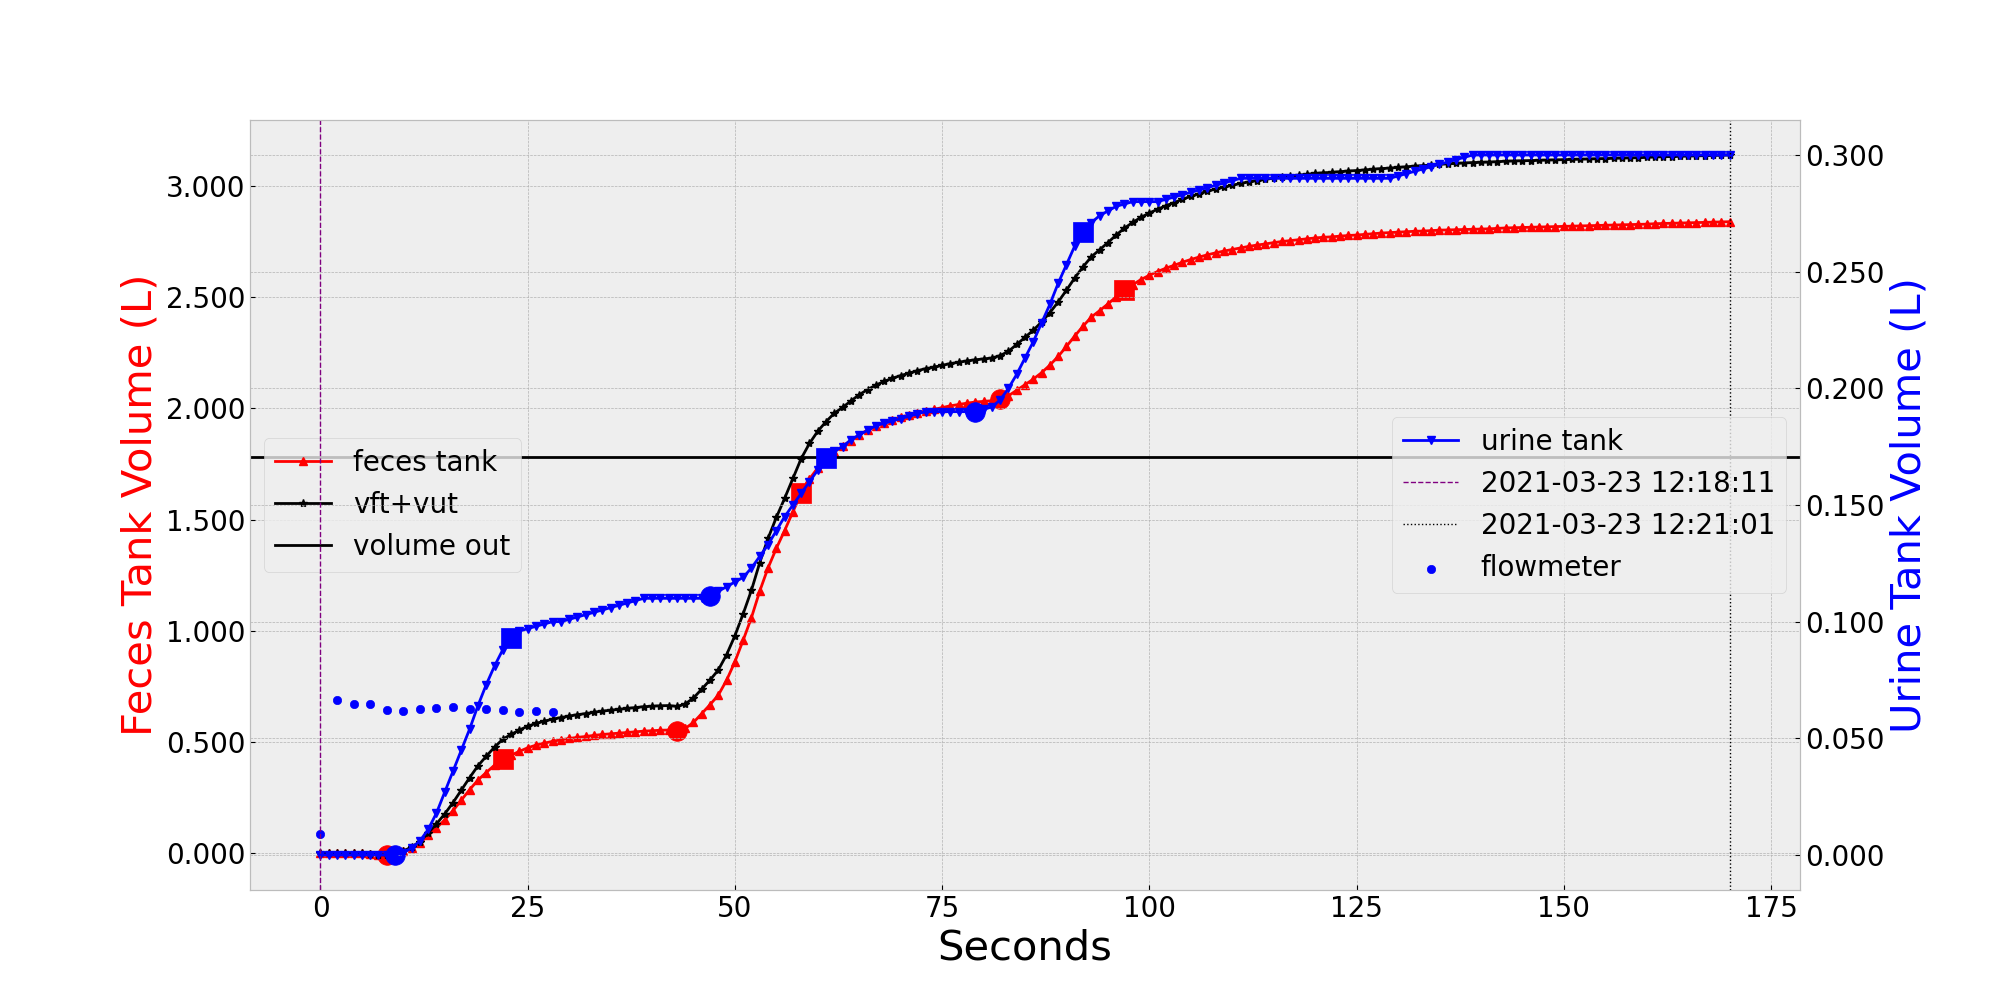 Feces Tank Volume (L)
3.000
2.500
2.000
1.500
1.000
0.500
0.000
feces tank
vft+vut
volume out
urine tank
2021-03-23 12:18:11
2021-03-23 12:21:01
flowmeter
0.300
0.250
0.200
0.150
0.100
0.050
0.000
Urine Tank Volume (L)
0 25 50 75 100 125 150 175
Seconds